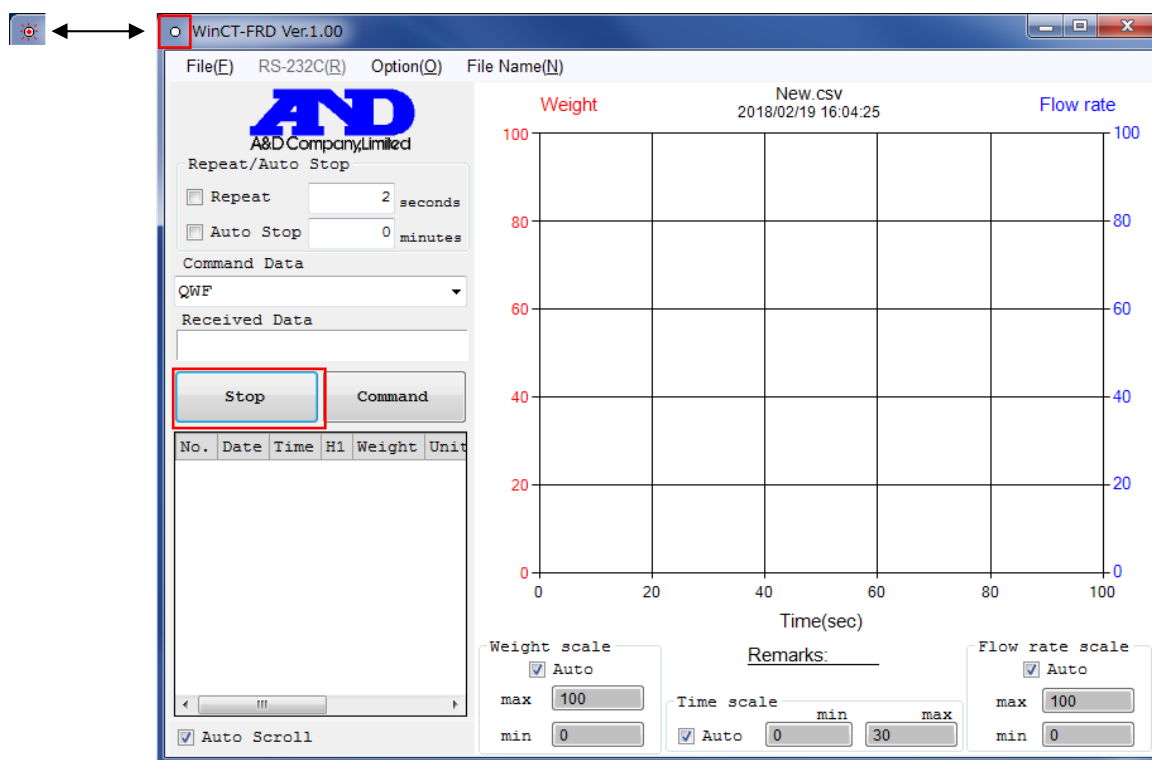 WinCT-FRD Ver.1.00
File(F) RS-232C(R) Option(O) File Name(N)
AND
A&D Company,Limited
Repeat/Auto Stop
Repeat 2 seconds
Auto Stop 0 minutes
Command Data
QWF
Received Data
Stop Command
No. Date Time H1 Weight Unit
Auto Scroll
Weight New.csv Flow rate
2018/02/19 16:04:25
100 100
80 80
60 60
40 40
20 20
0 0
0 20 40 60 80 100
Time(sec)
Weight scale
Auto
max 100
min 0
Remarks:
Time scale
min max
Auto 0 30
Flow rate scale
Auto
max 100
min 0